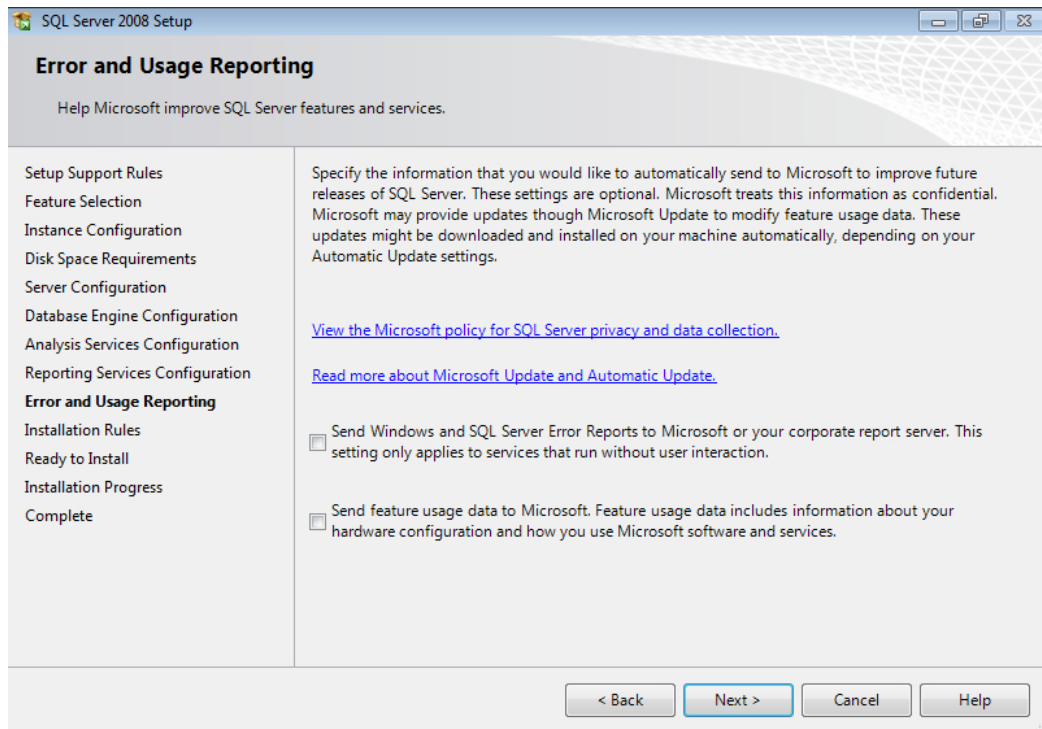 SQL Server 2008 Setup
Error and Usage Reporting
Help Microsoft improve SQL Server features and services.
Setup Support Rules
Feature Selection
Instance Configuration
Disk Space Requirements
Server Configuration
Database Engine Configuration
Analysis Services Configuration
Reporting Services Configuration
Error and Usage Reporting
Installation Rules
Ready to Install
Installation Progress
Complete
Specify the information that you would like to automatically send to Microsoft to improve future
releases of SQL Server. These settings are optional. Microsoft treats this information as confidential.
Microsoft may provide updates though Microsoft Update to modify feature usage data. These
updates might be downloaded and installed on your machine automatically, depending on your
Automatic Update settings.
View the Microsoft policy for SQL Server privacy and data collection.
Read more about Microsoft Update and Automatic Update.
Send Windows and SQL Server Error Reports to Microsoft or your corporate report server. This
setting only applies to services that run without user interaction.
Send feature usage data to Microsoft. Feature usage data includes information about your
hardware configuration and how you use Microsoft software and services.
< Back
Next >
Cancel
Help